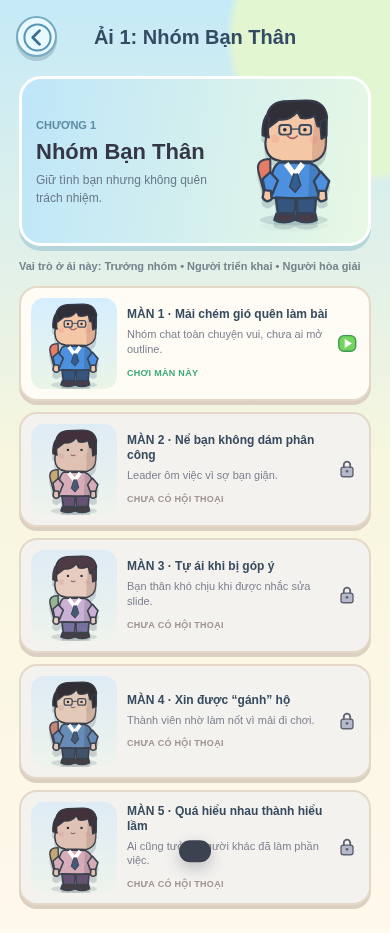 Ải 1: Nhóm Bạn Thân
CHƯƠNG 1
Nhóm Bạn Thân
Giữ tình bạn nhưng không quên
trách nhiệm.
Vai trò ở ải này: Trưởng nhóm • Người triển khai • Người hòa giải
MÀN 1 · Mải chém gió quên làm bài
Nhóm chat toàn chuyện vui, chưa ai mở
outline.
CHƠI MÀN NÀY
MÀN 2 · Nể bạn không dám phân
công
Leader ôm việc vì sợ bạn giận.
CHƯA CÓ HỘI THOẠI
MÀN 3 · Tự ái khi bị góp ý
Bạn thân khó chịu khi được nhắc sửa
slide.
CHƯA CÓ HỘI THOẠI
MÀN 4 · Xin được “gánh” hộ
Thành viên nhờ làm nốt vì mải đi chơi.
CHƯA CÓ HỘI THOẠI
MÀN 5 · Quá hiểu nhau thành hiểu
lầm
Ai cũng khác đã làm phần
việc.
CHƯA CÓ HỘI THOẠI